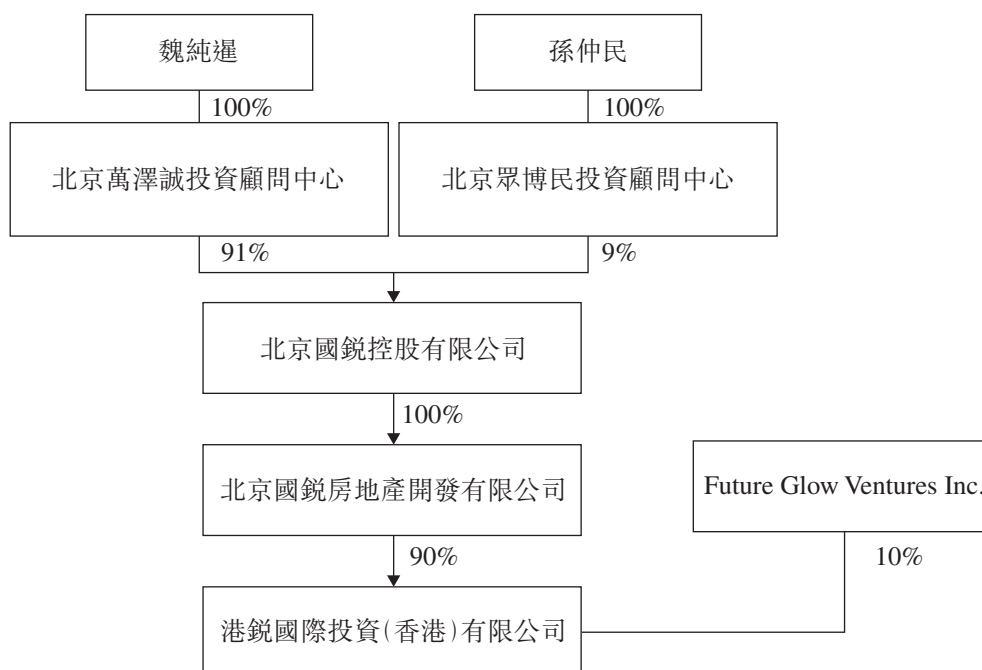 魏純暹
孫仲民
100%
100%
北京萬澤誠投資顧問中心
北京眾博民投資顧問中心
91%
9%
北京國銳控股有限公司
100%
北京國銳房地產開發有限公司
Future Glow Ventures Inc.
90%
10%
港銳國際投資(香港)有限公司